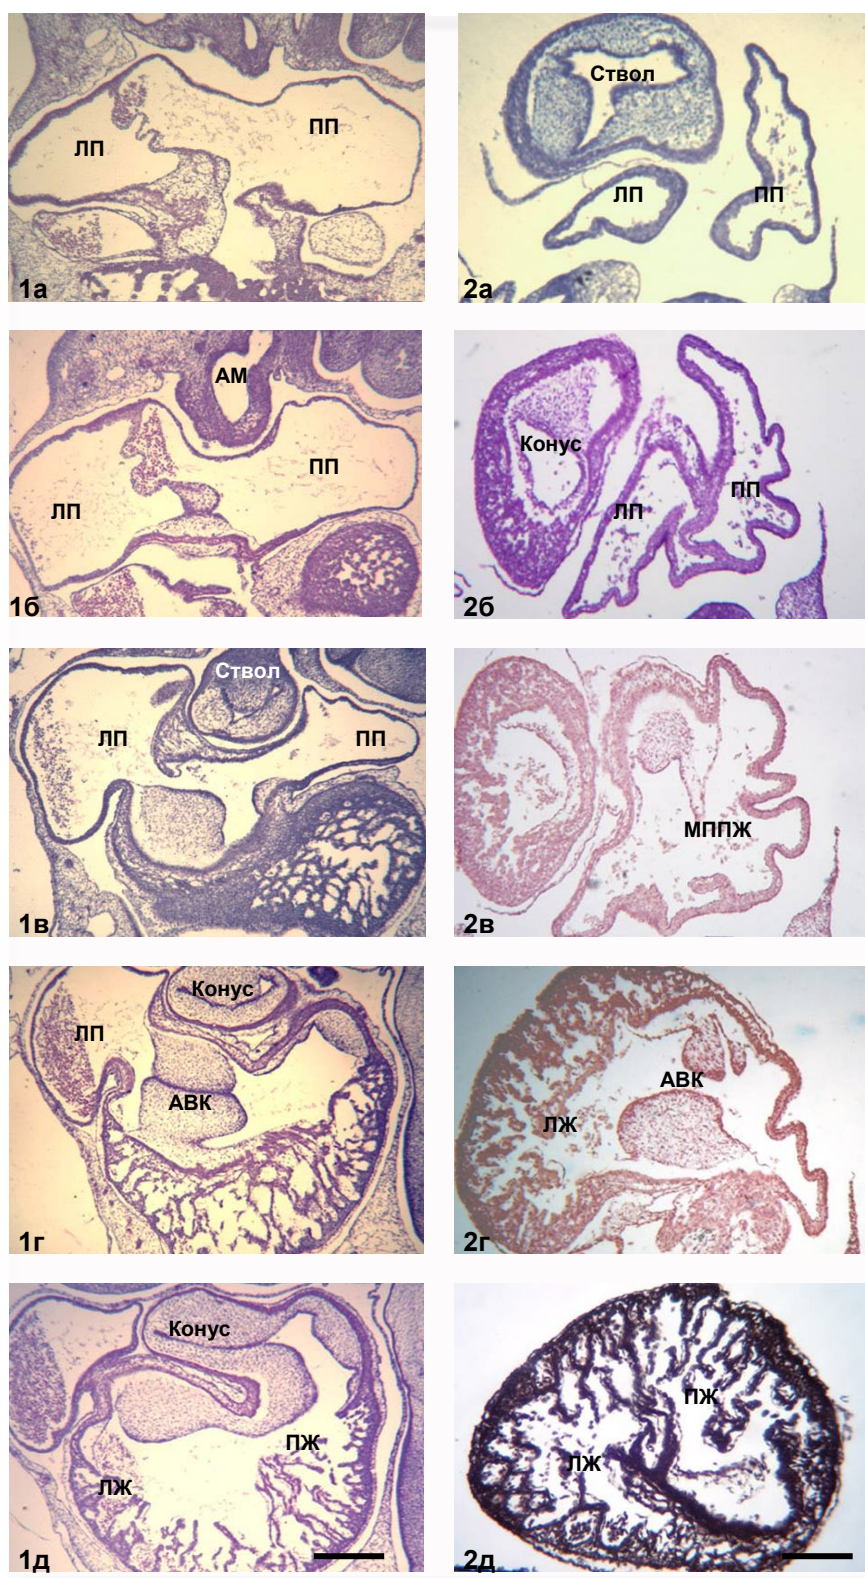 ЛП
ПП
1а
Ствол
ЛП
ПП
2а
АМ
ПП
ЛП
1б
Конус
ЛП
ПП
2б
Ствол
ЛП
ПП
1в
МППЖ
2в
Конус
ЛП
АВК
1г
АВК
ЛЖ
2г
Конус
ПЖ
ЛЖ
1д
ПЖ
ЛЖ
2д